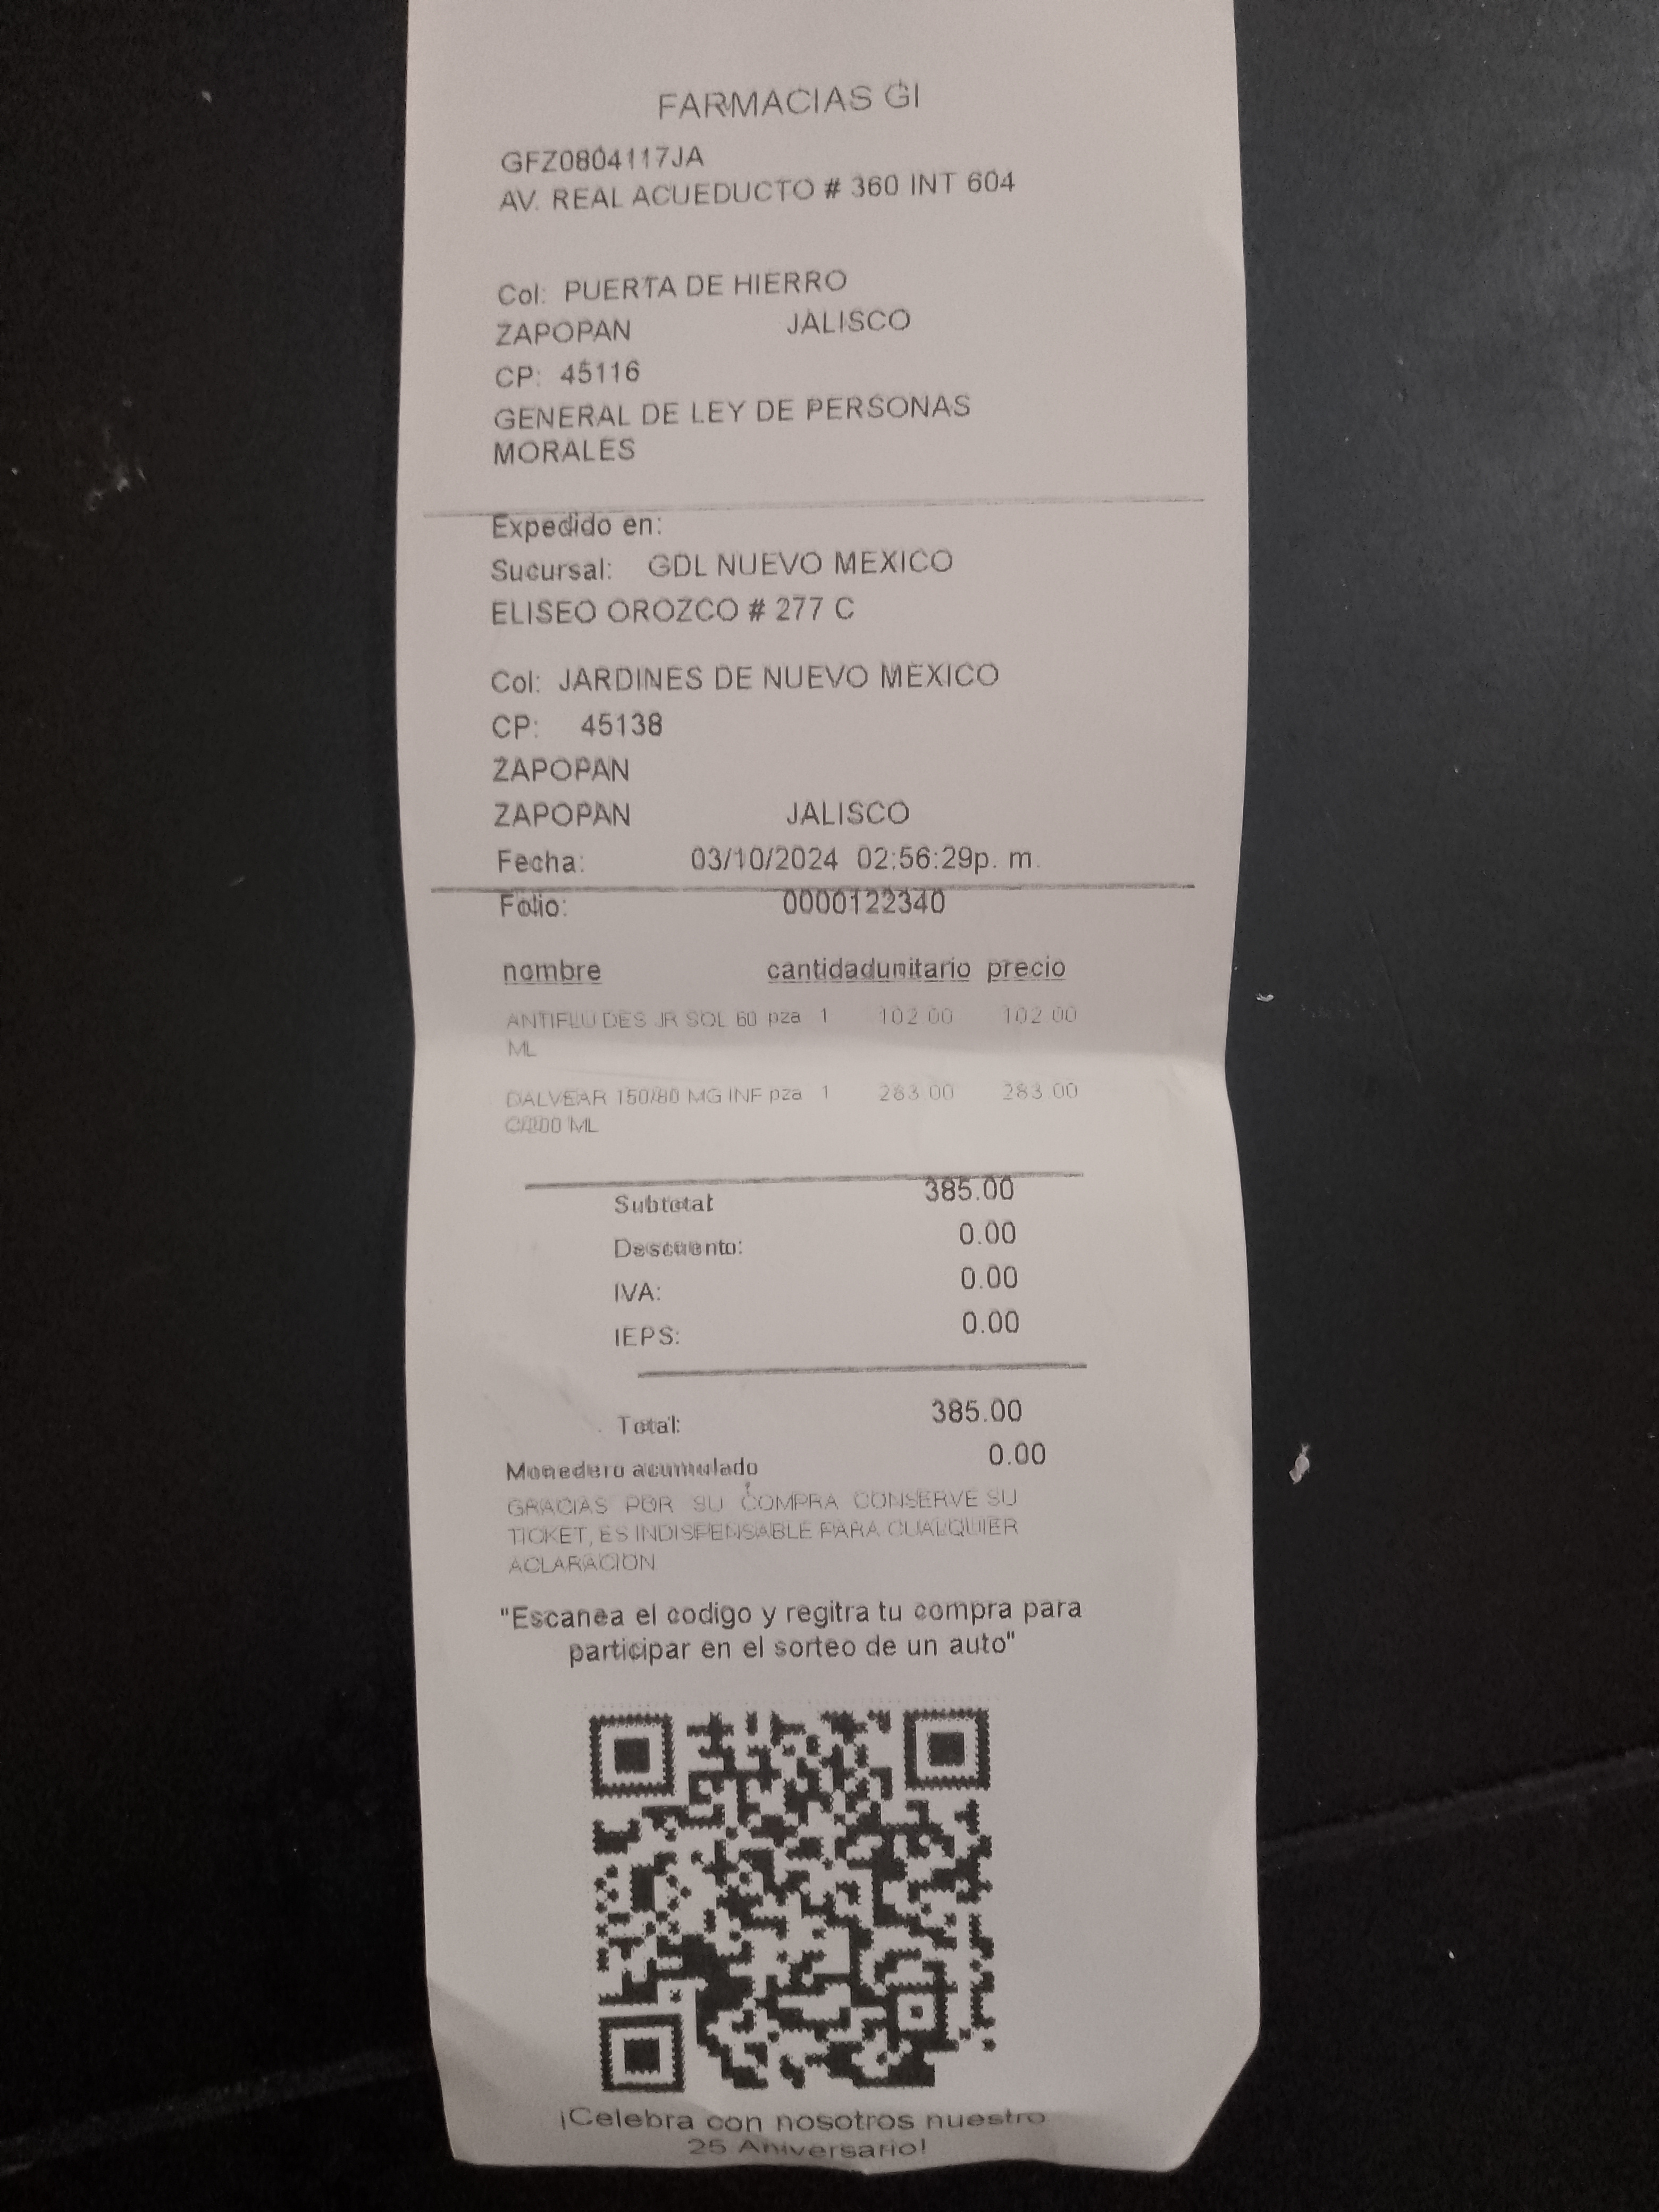 FARMACIAS GI
GFZ0804117JA
AV. REAL ACUEDUCTO # 360 INT 604
Col: PUERTA DE HIERRO
ZAPOPAN JALISCO
CP: 45116
GENERAL DE LEY DE PERSONAS
MORALES
Expedido en:
Sucursal: GDL NUEVO MEXICO
ELISEO OROZCO # 277 C
Col: JARDINES DE NUEVO MEXICO
CP: 45138
ZAPOPAN
ZAPOPAN JALISCO
Fecha: 03/10/2024 02:56:29p. m.
Folio: 0000122340
nombre cantidadunitario precio
ANTIFLU DES JR SOL 60 pza 1 102.00 102.00
ML
DALVEAR 150/80 MG INF pza 1 283.00 283.00
ML
Subtotal 385.00
Descuento: 0.00
IVA: 0.00
IEPS: 0.00
Total: 385.00
Monedero acumulado 0.00
GRACIAS POR SU COMPRA CONSERVE SU
TICKET, ES INDISPENSABLE PARA CUALQUIER
ACLARACION
"Escanea el codigo y regitra tu compra para
participar en el sorteo de un auto"
¡Celebra con nosotros nuestro
25 Aniversario!